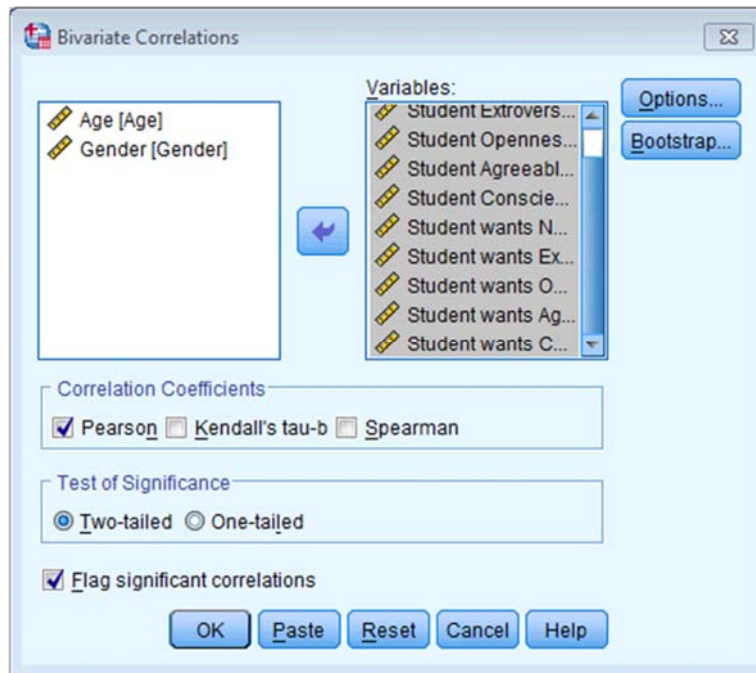 Bivariate Correlations
Variables:
Age [Age]
Gender [Gender]
Student Extrovers...
Student Opennes...
Student Agreeabl...
Student Conscie...
Student wants N...
Student wants Ex...
Student wants O...
Student wants Ag...
Student wants C...
Options...
Bootstrap...
Correlation Coefficients
Pearson Kendall's tau-b Spearman
Test of Significance
Two-tailed One-tailed
Flag significant correlations
OK Paste Reset Cancel Help